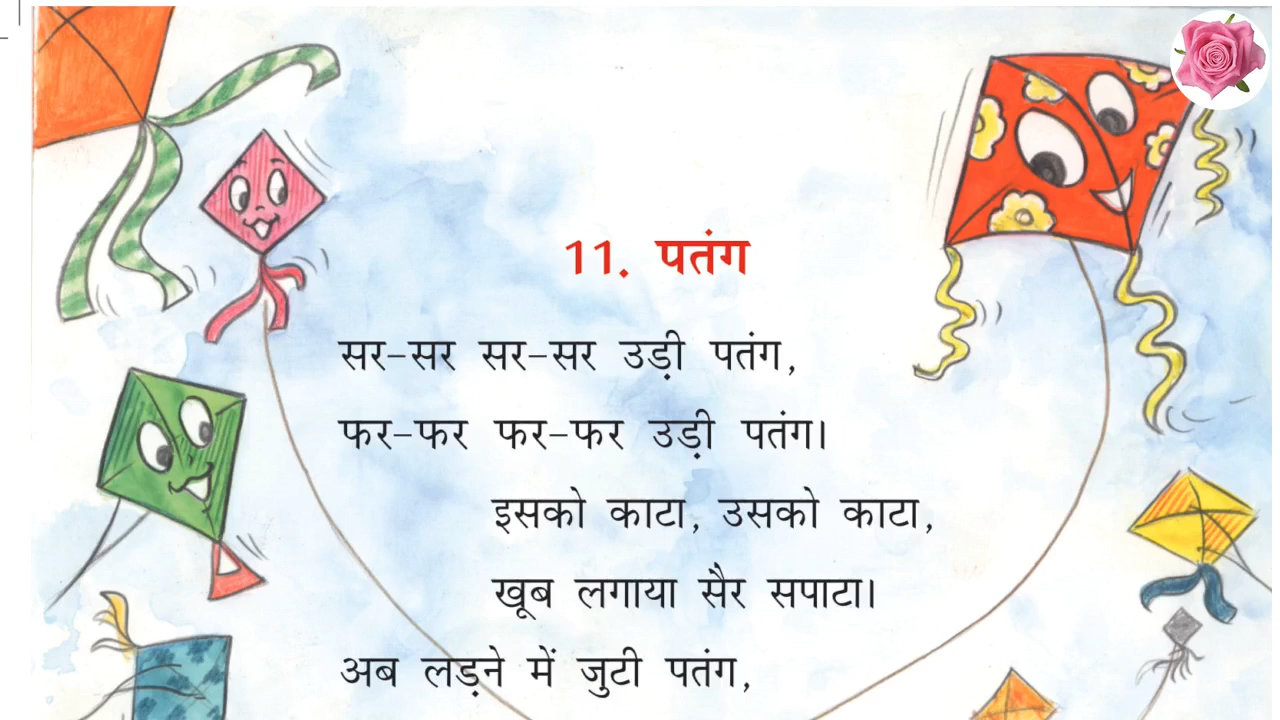 11. पतंग
सर-सर सर-सर उड़ी पतंग,
फर-फर फर-फर उड़ी पतंग।
इसको काटा, उसको काटा,
खूब लगाया सैर सपाटा।
अब लड़ने में जुटी पतंग,